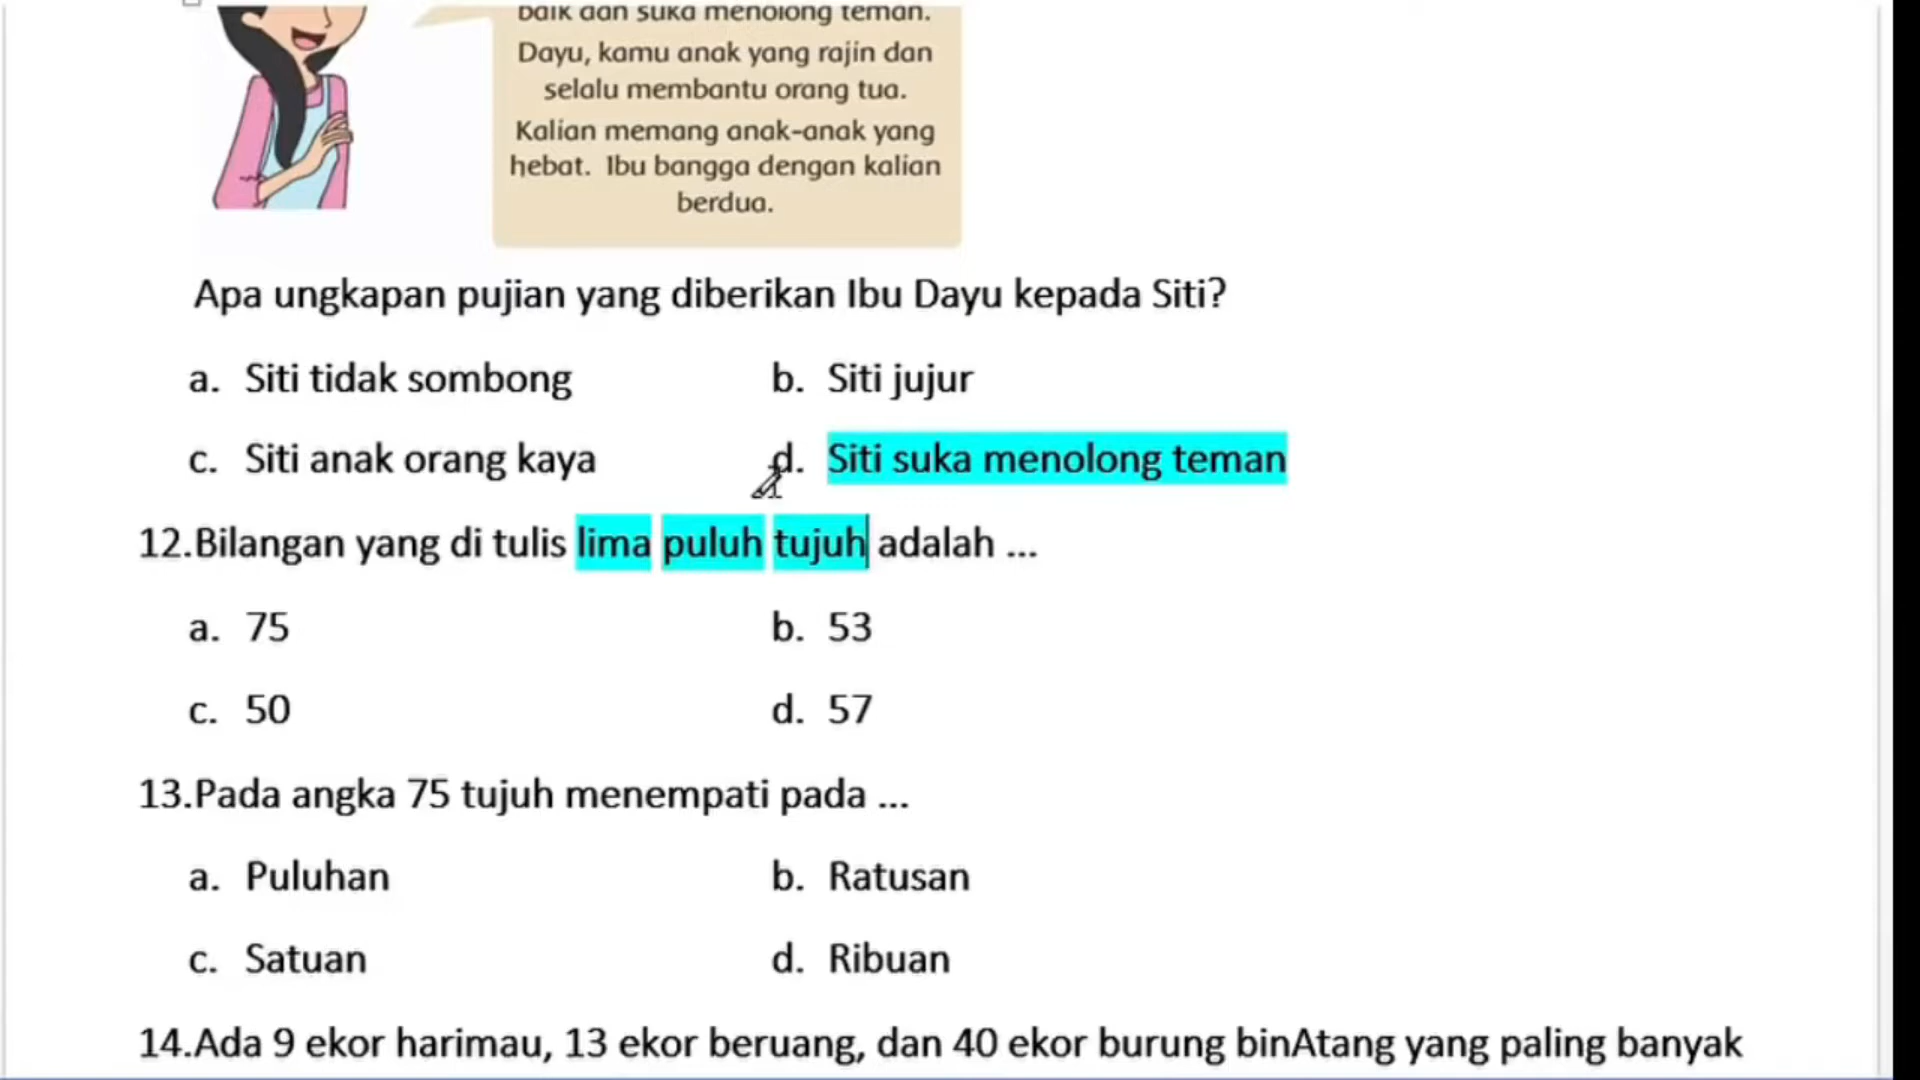 baik dan suka menolong teman.
Dayu, kamu anak yang rajin dan
selalu membantu orang tua.
Kalian memang anak-anak yang
hebat. Ibu bangga dengan kalian
berdua.
Apa ungkapan pujian yang diberikan Ibu Dayu kepada Siti?
a. Siti tidak sombong b. Siti jujur
c. Siti anak orang kaya d. Siti suka menolong teman
12.Bilangan yang di tulis lima puluh tujuh adalah ...
a. 75 b. 53
c. 50 d. 57
13.Pada angka 75 tujuh menempati pada ...
a. Puluhan b. Ratusan
c. Satuan d. Ribuan
14.Ada 9 ekor harimau, 13 ekor beruang, dan 40 ekor burung binAtang yang paling banyak